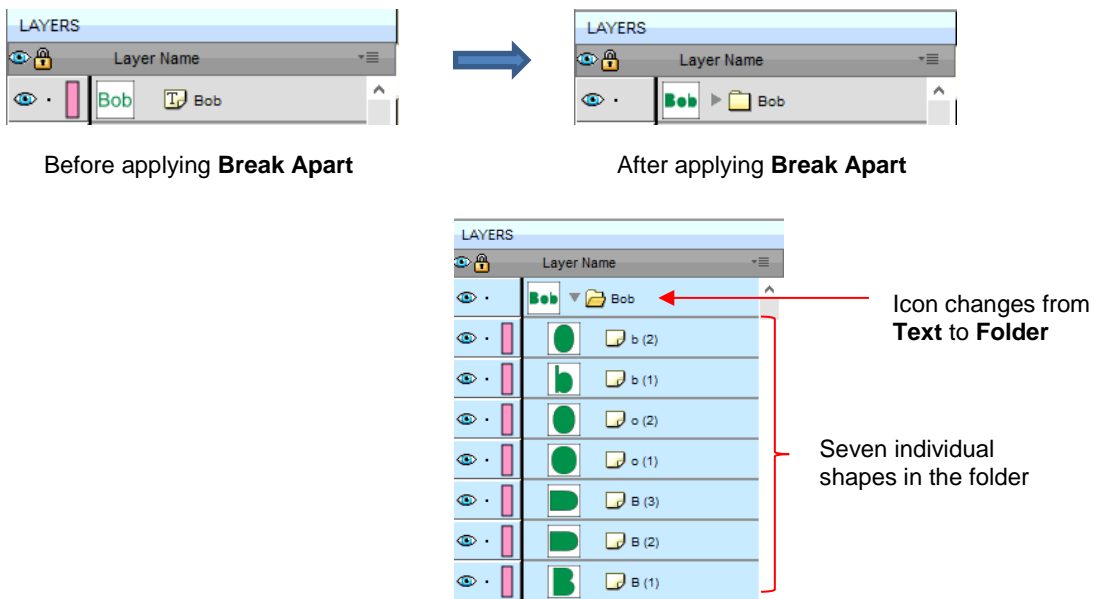 LAYERS
Layer Name
Bob
T
Bob
LAYERS
Layer Name
Bob
Bob
Before applying Break Apart
After applying Break Apart
LAYERS
Layer Name
Bob
Bob
Icon changes from
Text to Folder
b (2)
b
b (1)
o (2)
o (1)
Seven individual
shapes in the folder
B (3)
B (2)
B
B (1)